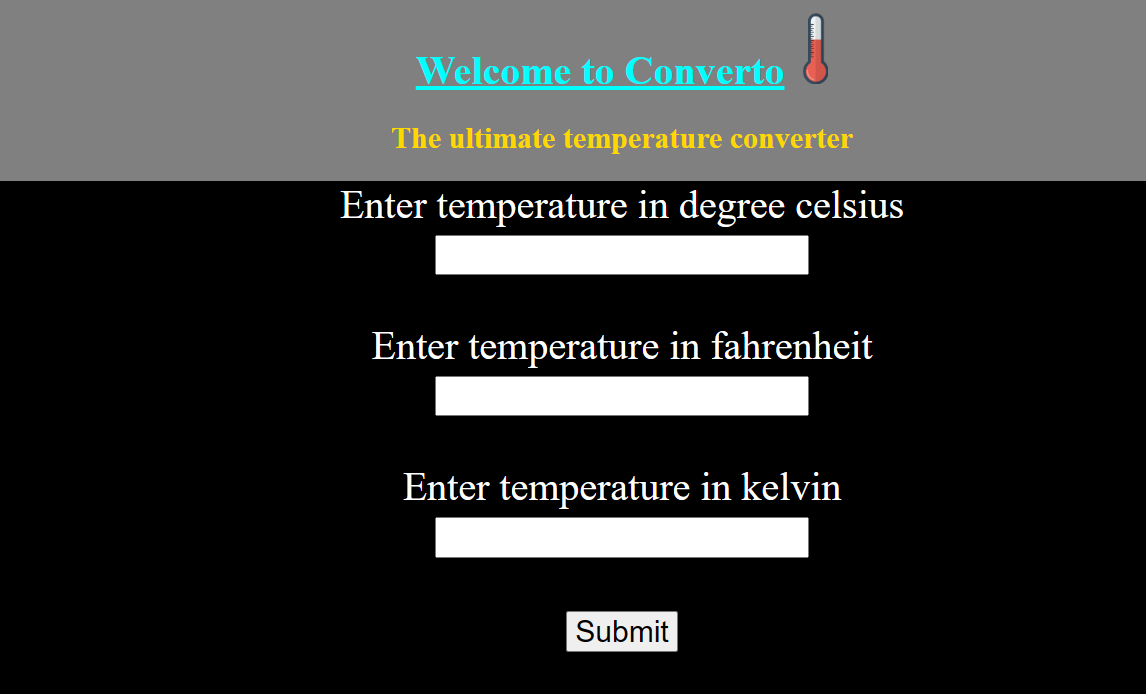 Welcome to Converto
The ultimate temperature converter
Enter temperature in degree celsius
Enter temperature in fahrenheit
Enter temperature in kelvin
Submit